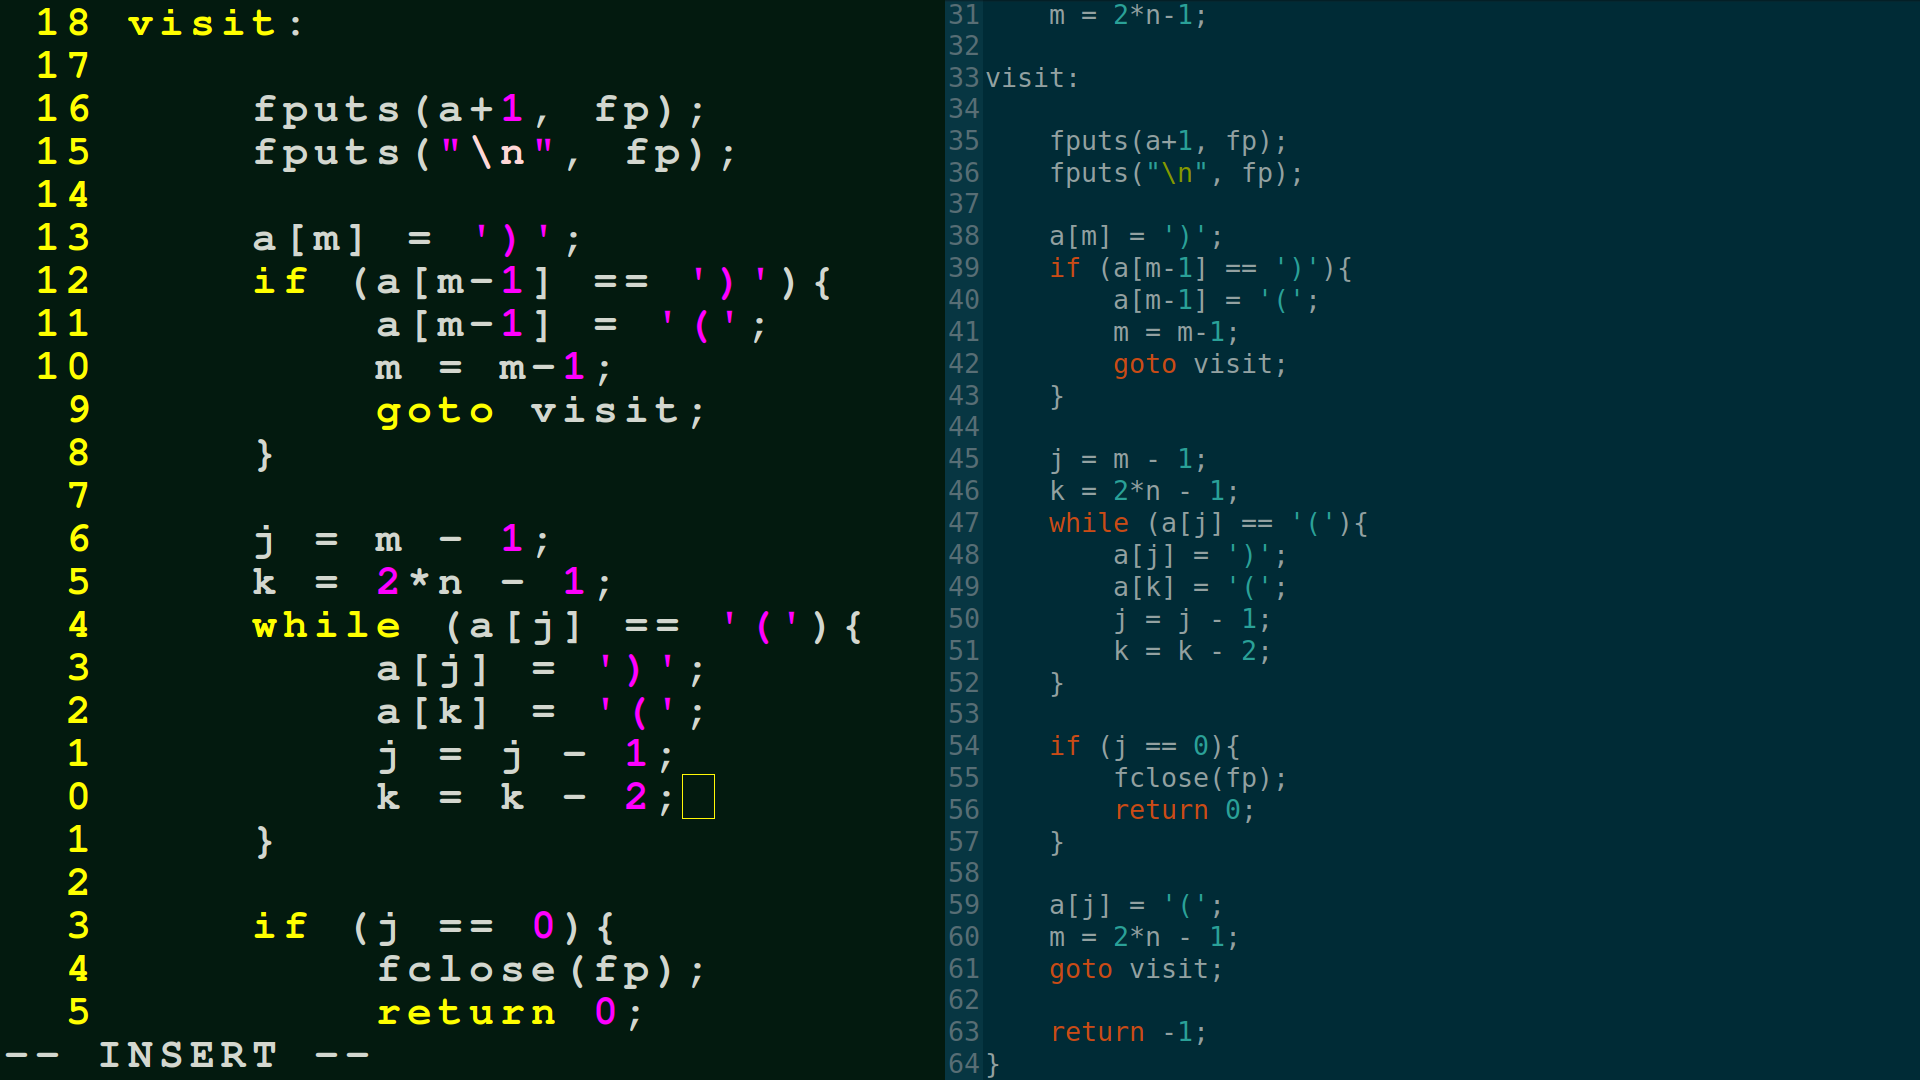 18 visit:
17
16     fputs(a+1, fp);
15     fputs("\n", fp);
14
13     a[m] = ')';
12     if (a[m-1] == ')'){
11         a[m-1] = '(';
10         m = m-1;
 9         goto visit;
 8     }
 7
 6     j = m - 1;
 5     k = 2*n - 1;
 4     while (a[j] == '('){
 3         a[j] = ')';
 2         a[k] = '(';
 1         j = j - 1;
 0         k = k - 2;
 1     }
 2
 3     if (j == 0){
 4         fclose(fp);
 5         return 0;
-- INSERT --
31     m = 2*n-1;
32
33 visit:
34
35     fputs(a+1, fp);
36     fputs("\n", fp);
37
38     a[m] = ')';
39     if (a[m-1] == ')'){
40         a[m-1] = '(';
41         m = m-1;
42         goto visit;
43     }
44
45     j = m - 1;
46     k = 2*n - 1;
47     while (a[j] == '('){
48         a[j] = ')';
49         a[k] = '(';
50         j = j - 1;
51         k = k - 2;
52     }
53
54     if (j == 0){
55         fclose(fp);
56         return 0;
57     }
58
59     a[j] = '(';
60     m = 2*n - 1;
61     goto visit;
62
63     return -1;
64 }